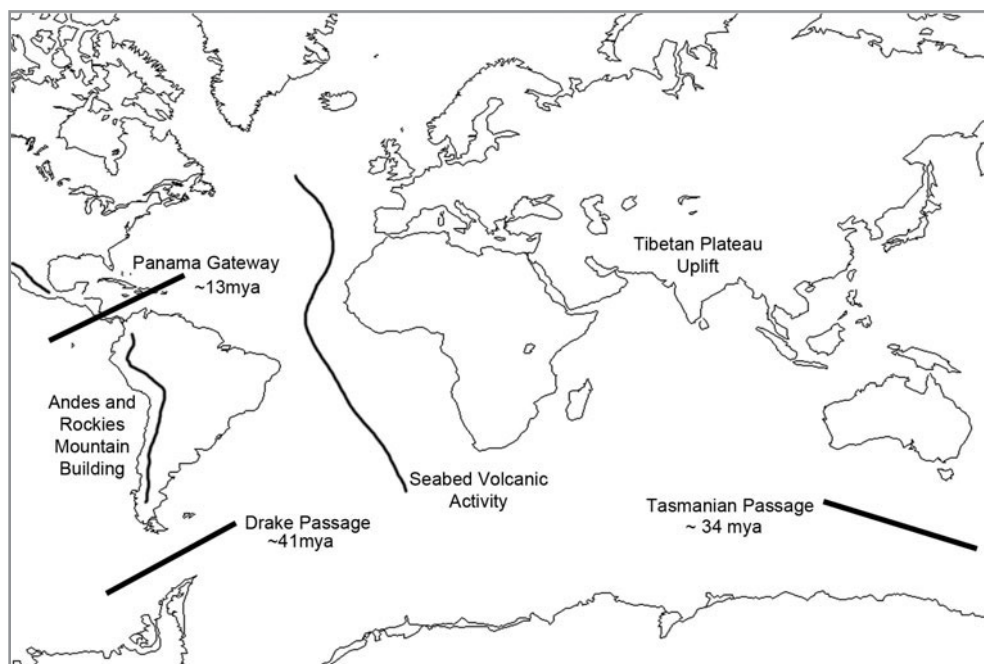 Panama Gateway
~13mya
Tibetan Plateau
Uplift
Andes and
Rockies
Mountain
Building
Seabed Volcanic
Activity
Drake Passage
~41mya
Tasmanian Passage
~ 34 mya